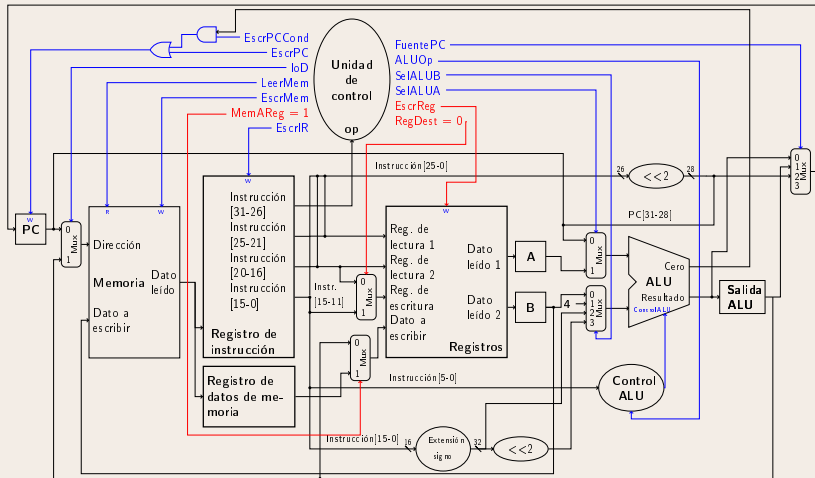 EscrPCCond
EscrPC
IoD
LeerMem
EscrMem
MemAReg = 1
EscrIR
Unidad
de
control
op
FuentePC
ALUOp
SelALUB
SelALUA
EscrReg
RegDest = 0
Instrucción[25-0]
26
<<2
28
PC[31-28]
W
PC
0
Mux
1
R
W
Dirección
Memoria
Dato
leído
Dato a
escribir
W
Instrucción
[31-26]
Instrucción
[25-21]
Instrucción
[20-16]
Instrucción
[15-0]
Registro de
instrucción
Registro de
datos de me-
moria
Instr.
[15-11]
0
Mux
1
0
Mux
1
W
Reg. de
lectura 1
Reg. de
lectura 2
Reg. de
escritura
Dato a
escribir
Dato
leído 1
Dato
leído 2
Registros
A
B
4
0
Mux
1
0
1
2
3
Mux
Cero
ALU
Resultado
ControlALU
Salida
ALU
0
1
2
3
Mux
Instrucción[5-0]
Control
ALU
Instrucción[15-0]
16
Extensión
signo
32
<<2